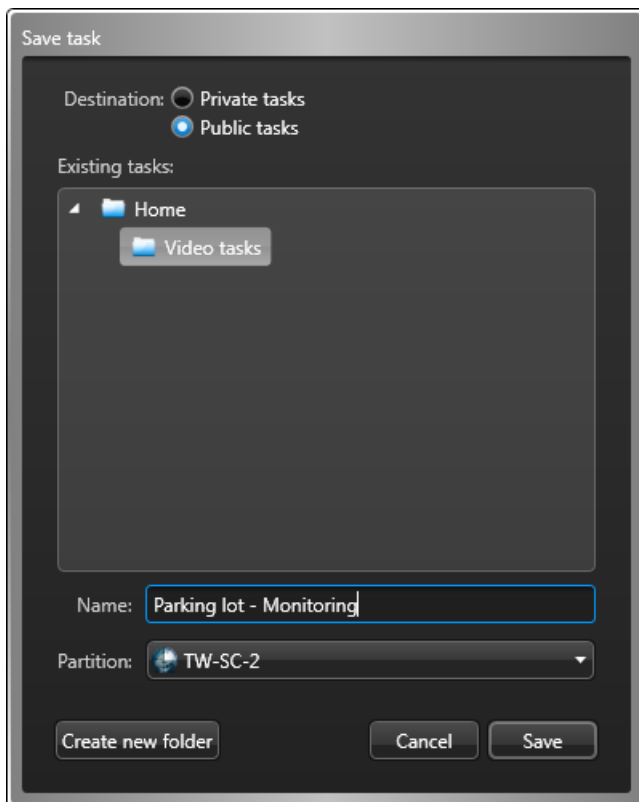 Save task
Destination: Private tasks
Public tasks
Existing tasks:
Home
Video tasks
Name: Parking lot - Monitoring
Partition: TW-SC-2
Create new folder Cancel Save